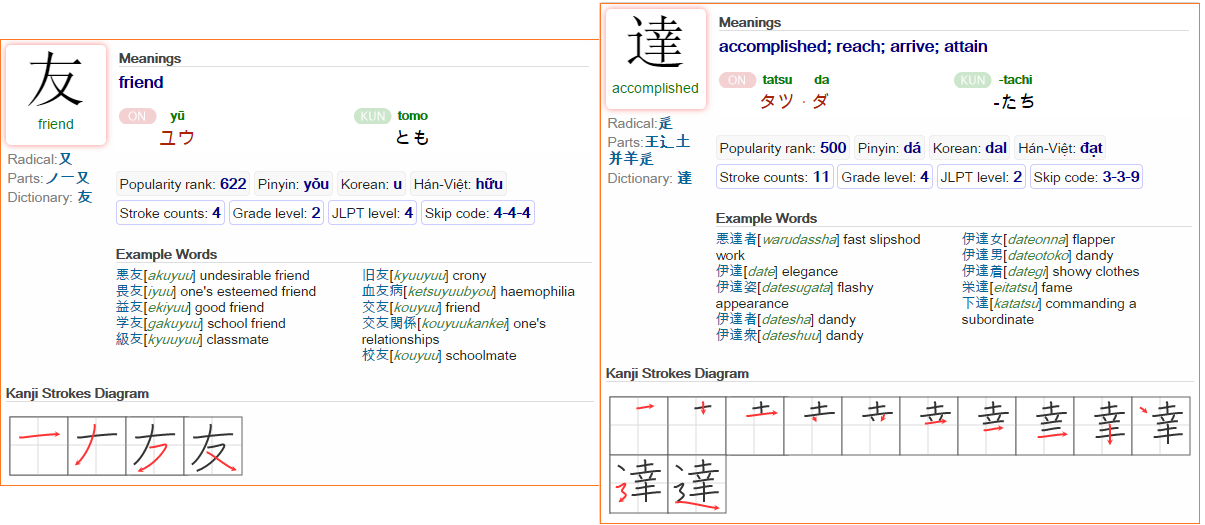 友
friend
Meanings
friend
ON yū
ユウ
KUN tomo
とも
Radical:又
Parts:ノ一又
Dictionary: 友
Popularity rank: 622 Pinyin: yǒu Korean: u Hán-Việt: hữu
Stroke counts: 4 Grade level: 2 JLPT level: 4 Skip code: 4-4-4
Example Words
悪友[akuyuu] undesirable friend
畏友[iyuu] one's esteemed friend
益友[ekiyuu] good friend
学友[gakuyuu] school friend
級友[kyuuyuu] classmate
旧友[kyuuyuu] crony
血友病[ketsuyuubyou] haemophilia
交友[kouyuu] friend
交友関係[kouyuukankei] one's
relationships
校友[kouyuu] schoolmate
Kanji Strokes Diagram
友
達
accomplished
Meanings
accomplished; reach; arrive; attain
ON tatsu da
タツ · ダ
KUN -tachi
-たち
Radical:辵
Parts:王辶土
并羊辵
Dictionary: 達
Popularity rank: 500 Pinyin: dá Korean: dal Hán-Việt: đạt
Stroke counts: 11 Grade level: 4 JLPT level: 2 Skip code: 3-3-9
Example Words
悪達者[warudassha] fast slipshod
work
伊達[date] elegance
伊達姿[datesugata] flashy
appearance
伊達者[datesha] dandy
伊達衆[dateshuu] dandy
伊達女[dateonna] flapper
伊達男[dateotoko] dandy
伊達着[dategi] showy clothes
栄達[eitatsu] fame
下達[katatsu] commanding a
subordinate
Kanji Strokes Diagram
達